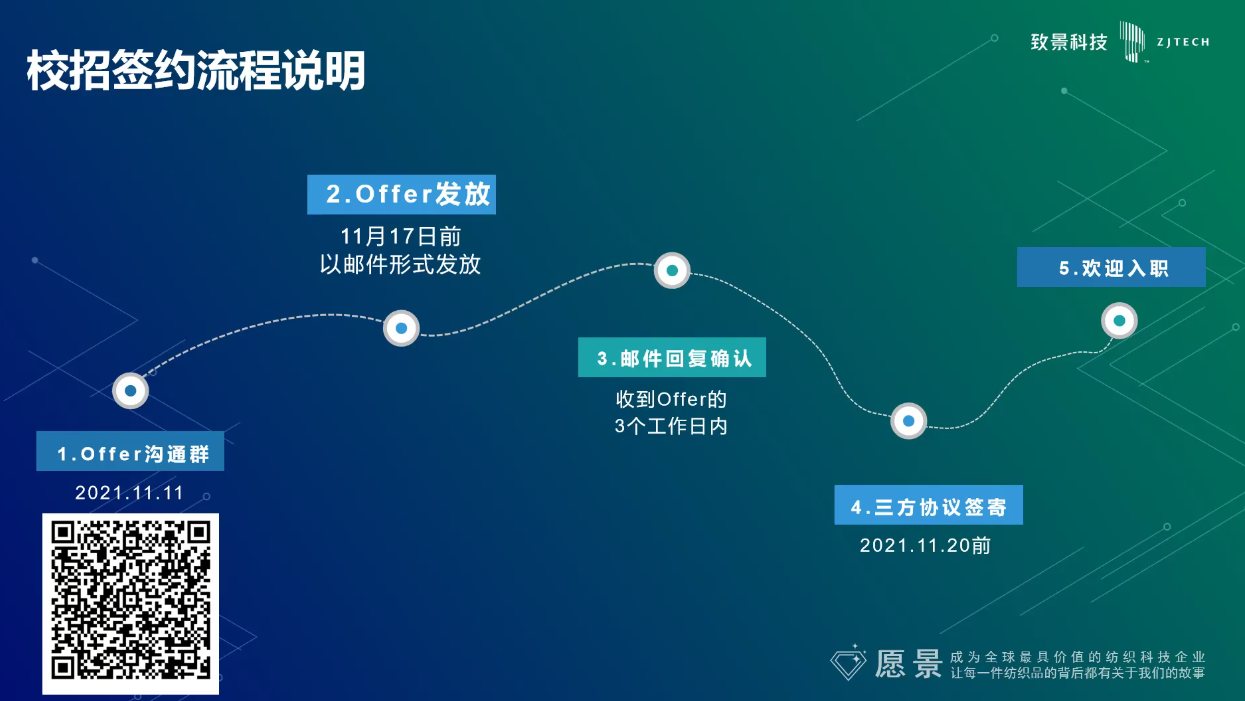 校招签约流程说明
致景科技 ZJTECH
2.Offer发放
11月17日前
以邮件形式发放
5.欢迎入职
3.邮件回复确认
收到Offer的
3个工作日内
1.Offer沟通群
2021.11.11
4.三方协议签寄
2021.11.20前
愿景
成为全球最具价值的纺织科技企业
让每一件纺织品的背后都有关于我们的故事